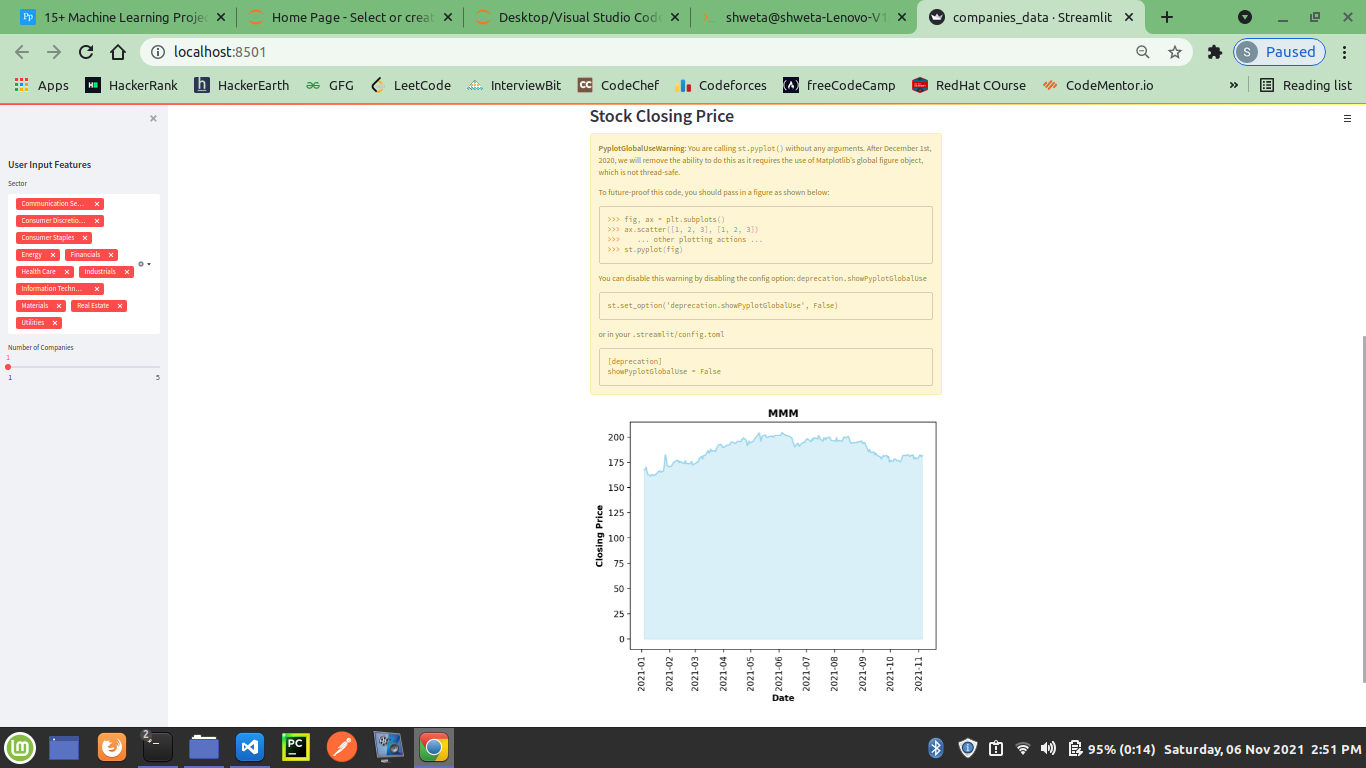 15+ Machine Learning Projec
Home Page - Select or creat
Desktop/Visual Studio Cod
shweta@shweta-Lenovo-V1
companies_data · Streamlit
localhost:8501
S
Paused
Apps
HackerRank
HackerEarth
GFG
LeetCode
InterviewBit
CodeChef
Codeforces
freeCodeCamp
RedHat COurse
CodeMentor.io
»
Reading list
User Input Features
Sector
Communication Se...
Consumer Discretio...
Consumer Staples
Energy
Financials
Health Care
Industrials
Information Techn...
Materials
Real Estate
Utilities
Number of Companies
1
1
5
Stock Closing Price
PyplotGlobalUseWarning: You are calling st.pyplot() without any arguments. After December 1st,
2020, we will remove the ability to do this as it requires the use of Matplotlib's global figure object,
which is not thread-safe.
To future-proof this code, you should pass in a figure as shown below:
>>> fig, ax = plt.subplots()
>>> ax.scatter([1, 2, 3], [1, 2, 3])
>>>    ... other plotting actions ...
>>> st.pyplot(fig)
You can disable this warning by disabling the config option: deprecation.showPyplotGlobalUse
st.set_option('deprecation.showPyplotGlobalUse', False)
or in your .streamlit/config.toml
[deprecation]
showPyplotGlobalUse = False
MMM
Closing Price
200
175
150
125
100
75
50
25
0
2021-01
2021-02
2021-03
2021-04
2021-05
2021-06
2021-07
2021-08
2021-09
2021-10
2021-11
Date
2
PC
95% (0:14)
Saturday, 06 Nov 2021 2:51 PM